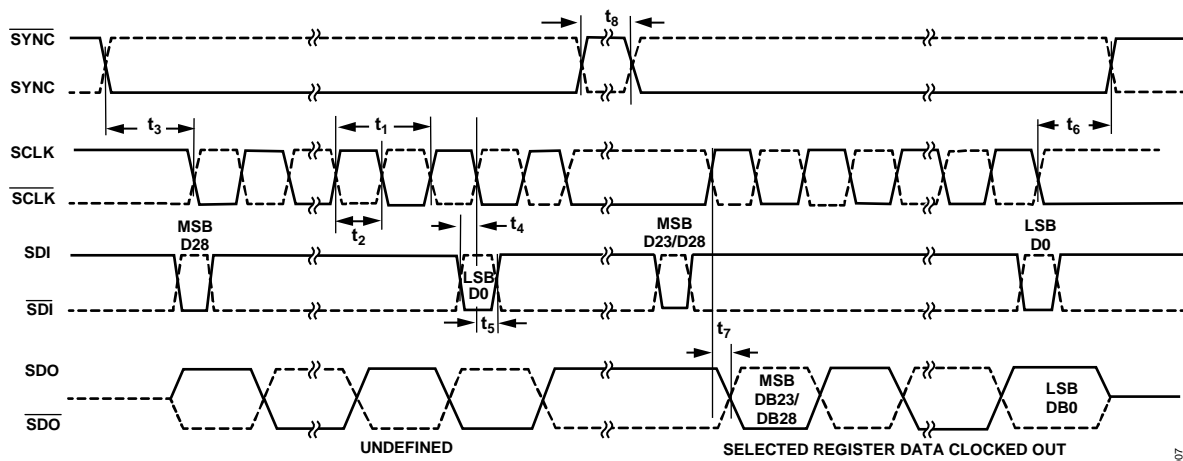 t8
SYNC
SYNC
t3
t1
t6
SCLK
SCLK
MSB
D28
t2
t4
MSB
D23/D28
LSB
D0
SDI
LSB
D0
SDI
t5
t7
SDO
MSB
DB23/
DB28
LSB
DB0
SDO
UNDEFINED
SELECTED REGISTER DATA CLOCKED OUT
07